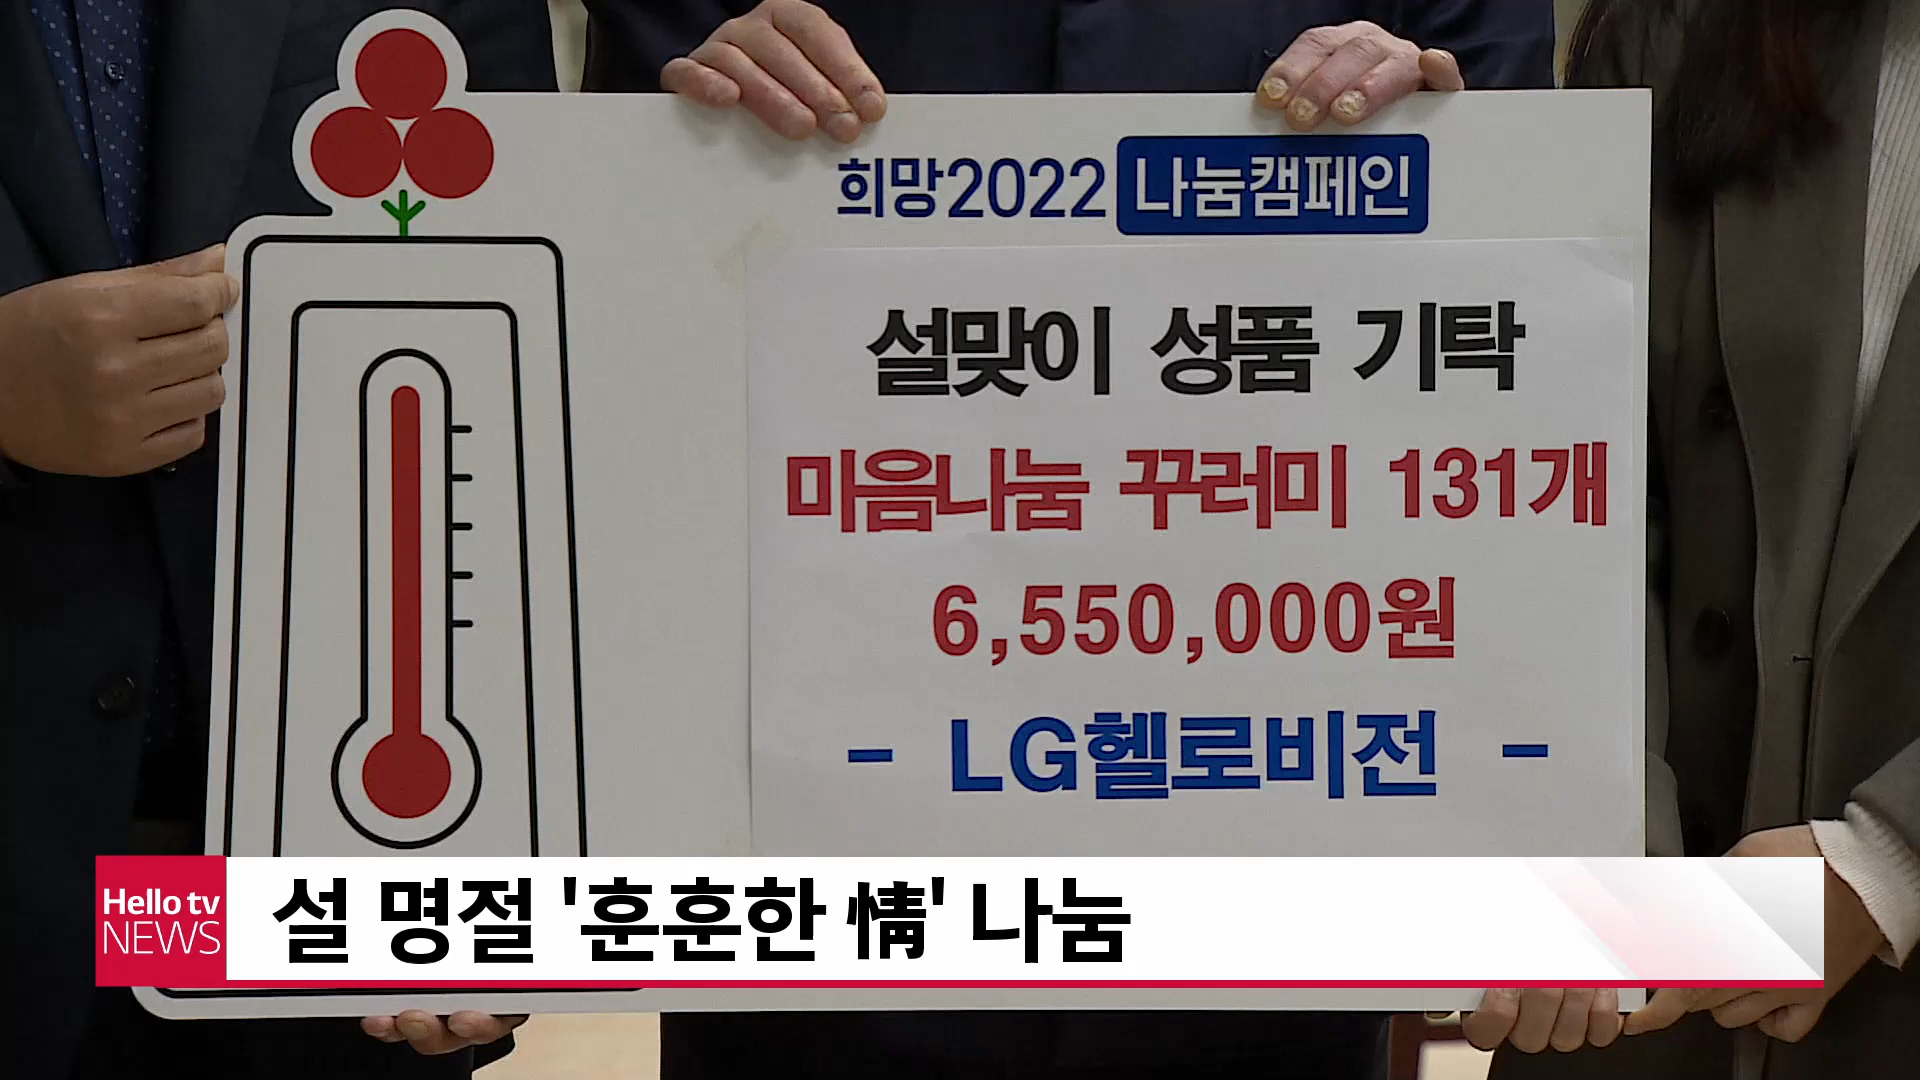 희망2022 나눔캠페인
설맞이 성품 기탁
마음나눔 꾸러미 131개
6,550,000원
- LG헬로비전 -
Hello tv
NEWS
설 명절 '훈훈한 情' 나눔